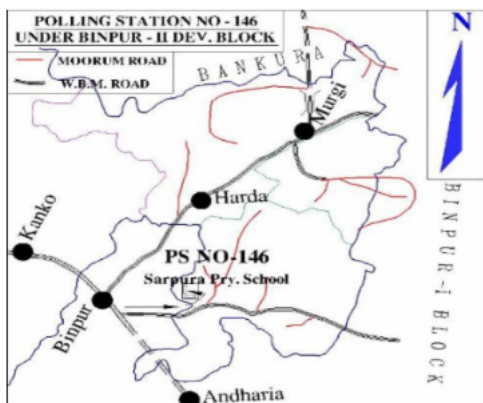 POLLING STATION NO - 146
UNDER BINPUR - II DEV. BLOCK
MOORUM ROAD
W.B.M. ROAD
N
BANKURA
Murgi
Harda
Kanko
PS NO-146
Sarpura Pry. School
Binpur
Andharia
BINPUR-I BLOCK